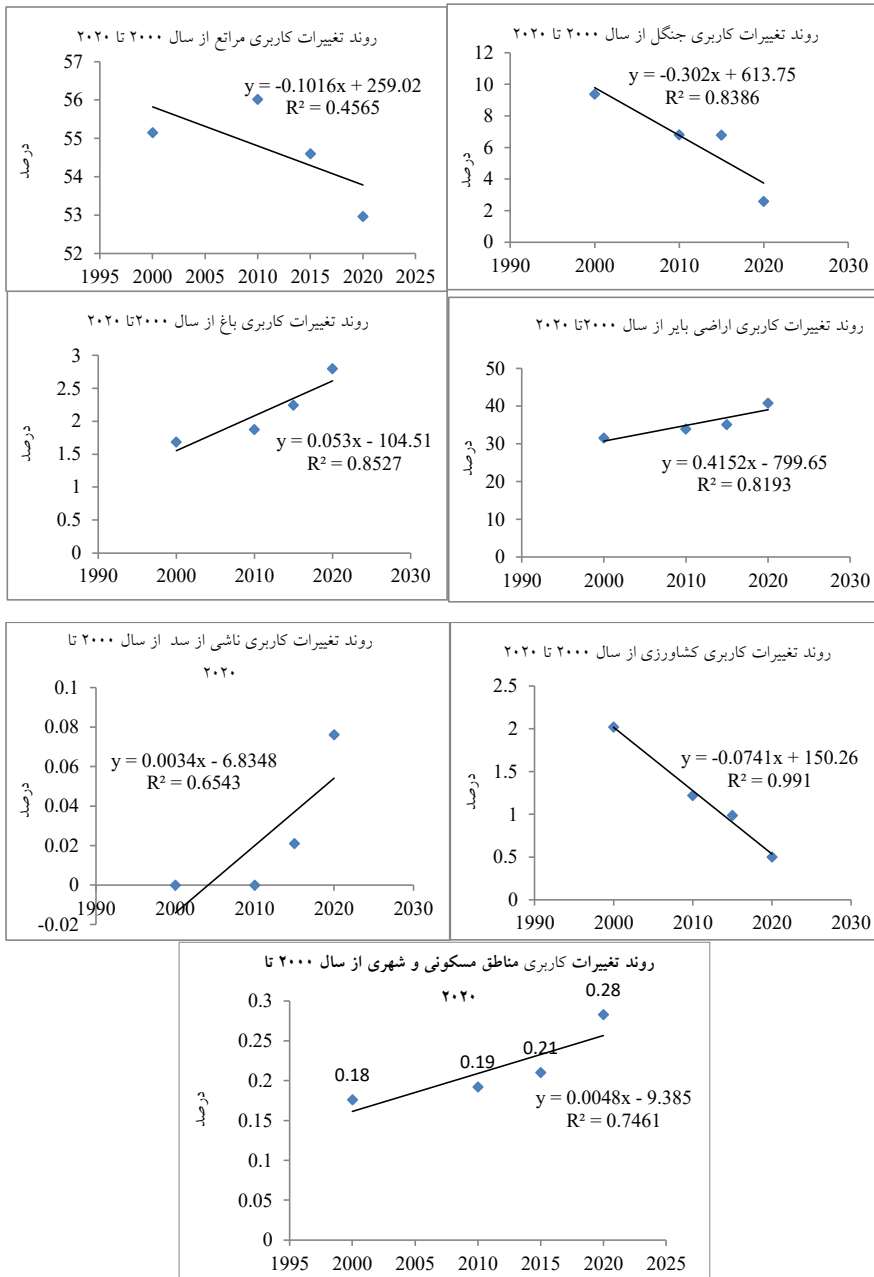 روند تغییرات کاربری مراتع از سال ۲۰۰۰ تا ۲۰۲۰
57
56
55
54
53
52
درصد
y = -0.1016x + 259.02
R² = 0.4565
1995 2000 2005 2010 2015 2020 2025
روند تغییرات کاربری جنگل از سال ۲۰۰۰ تا ۲۰۲۰
12
10
8
6
4
2
0
درصد
y = -0.302x + 613.75
R² = 0.8386
1990 2000 2010 2020 2030
روند تغییرات کاربری باغ از سال ۲۰۰۰تا ۲۰۲۰
3
2.5
2
1.5
1
0.5
0
درصد
y = 0.053x - 104.51
R² = 0.8527
1990 2000 2010 2020 2030
روند تغییرات کاربری اراضی بایر از سال ۲۰۰۰تا ۲۰۲۰
50
40
30
20
10
0
درصد
y = 0.4152x - 799.65
R² = 0.8193
1990 2000 2010 2020 2030
روند تغییرات کاربری ناشی از سد از سال ۲۰۰۰ تا
۲۰۲۰
0.1
0.08
0.06
0.04
0.02
0
-0.02
درصد
y = 0.0034x - 6.8348
R² = 0.6543
1990 2000 2010 2020 2030
روند تغییرات کاربری کشاورزی از سال ۲۰۰۰ تا ۲۰۲۰
2.5
2
1.5
1
0.5
0
درصد
y = -0.0741x + 150.26
R² = 0.991
1990 2000 2010 2020 2030
روند تغییرات کاربری مناطق مسکونی و شهری از سال ۲۰۰۰ تا
۲۰۲۰
0.3
0.25
0.2
0.15
0.1
0.05
0
درصد
0.18
0.19
0.21
0.28
y = 0.0048x - 9.385
R² = 0.7461
1995 2000 2005 2010 2015 2020 2025